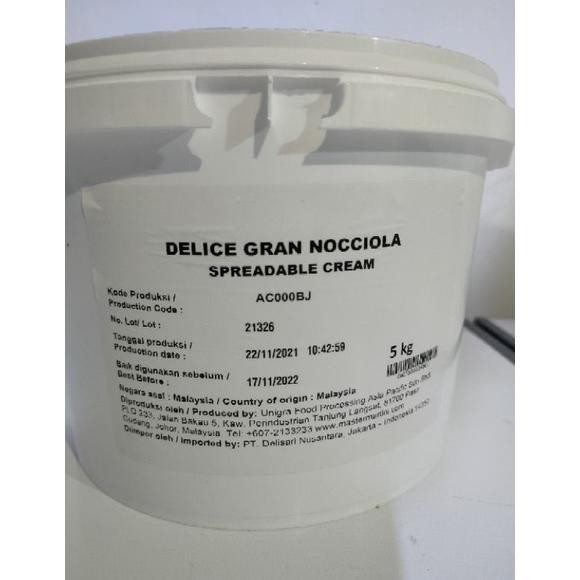 DELICE GRAN NOCCIOLA
SPREADABLE CREAM
Kode Produksi /
Production Code : AC000BJ
No. Lot/ Lot : 21326
Tanggal produksi /
Production date : 22/11/2021 10:42:59
5 kg
Baik digunakan sebelum /
Best Before : 17/11/2022
Negara asal : Malaysia / Country of origin : Malaysia
Diproduksi oleh / Produced by: Unigra Food Processing Asia Pacific Sdn Bhd.
PLO 333, Jalan Bakau 5, Kaw. Perindustrian Tanjung Langsat, 81700 Pasir
Gudang, Johor, Malaysia. Tel: +607-2133233 www.mastermartini.com
Diimpor oleh / Imported by: PT. Delisari Nusantara, Jakarta - Indonesia 14350